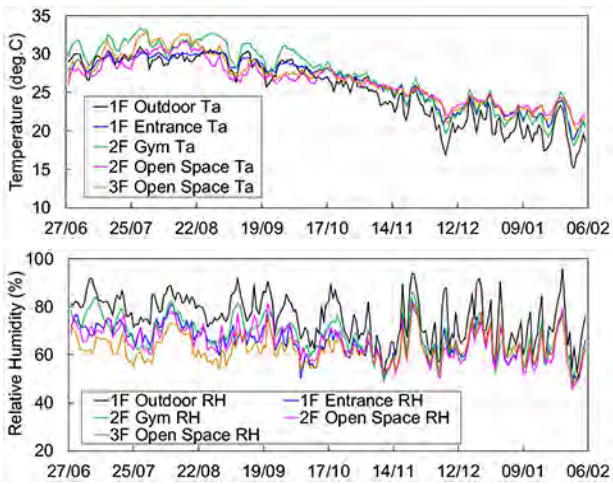 Temperature (deg.C)
35
30
25
20
15
10
1F Outdoor Ta
1F Entrance Ta
2F Gym Ta
2F Open Space Ta
3F Open Space Ta
27/06 25/07 22/08 19/09 17/10 14/11 12/12 09/01 06/02
Relative Humidity (%)
100
80
60
40
20
1F Outdoor RH 1F Entrance RH
2F Gym RH 2F Open Space RH
3F Open Space RH
27/06 25/07 22/08 19/09 17/10 14/11 12/12 09/01 06/02